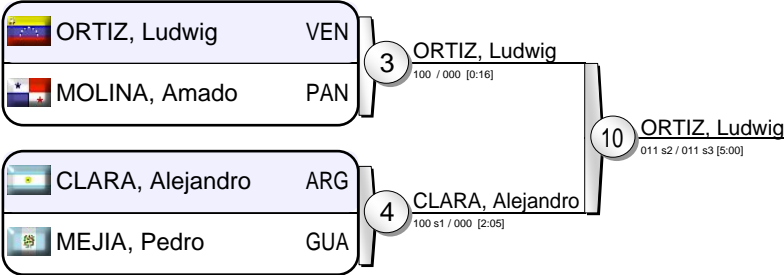 ORTIZ, Ludwig VEN
MOLINA, Amado PAN
3
ORTIZ, Ludwig
100 / 000 [0:16]
CLARA, Alejandro ARG
MEJIA, Pedro GUA
4
CLARA, Alejandro
100 s1 / 000 [2:05]
10
ORTIZ, Ludwig
011 s2 / 011 s3 [5:00]